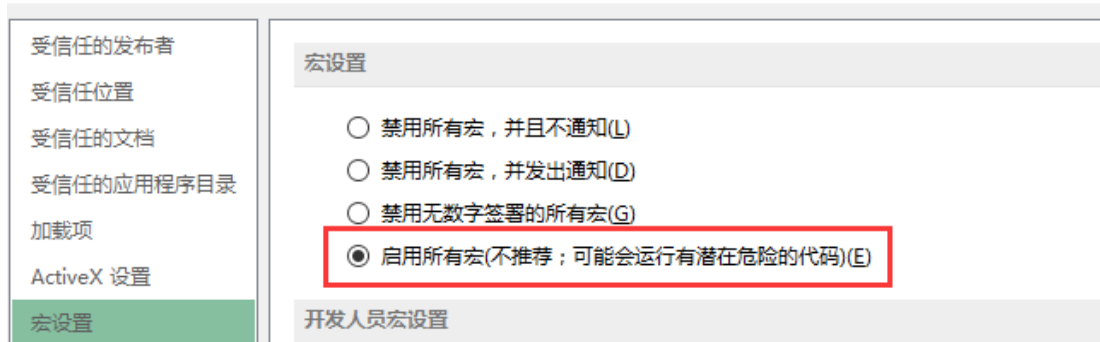 受信任的发布者
受信任位置
受信任的文档
受信任的应用程序目录
加载项
ActiveX 设置
宏设置
宏设置
禁用所有宏，并且不通知(L)
禁用所有宏，并发出通知(D)
禁用无数字签署的所有宏(G)
启用所有宏(不推荐；可能会运行有潜在危险的代码)(E)
开发人员宏设置